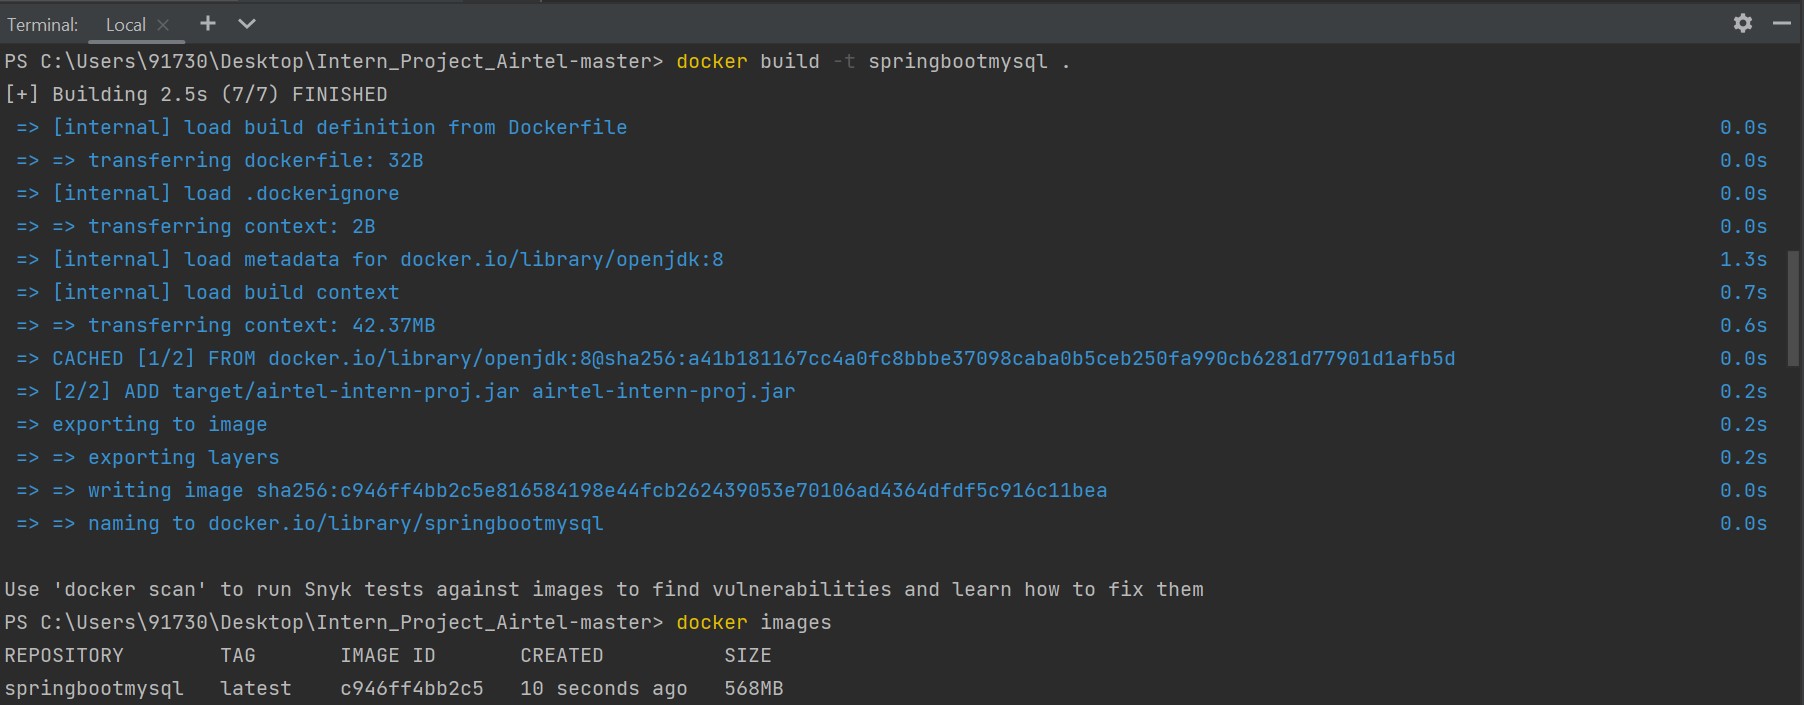 Terminal: Local
PS C:\Users\91730\Desktop\Intern_Project_Airtel-master> docker build -t springbootmysql .
[+] Building 2.5s (7/7) FINISHED
=> [internal] load build definition from Dockerfile 0.0s
=> => transferring dockerfile: 32B 0.0s
=> [internal] load .dockerignore 0.0s
=> => transferring context: 2B 0.0s
=> [internal] load metadata for docker.io/library/openjdk:8 1.3s
=> [internal] load build context 0.7s
=> => transferring context: 42.37MB 0.6s
=> CACHED [1/2] FROM docker.io/library/openjdk:8@sha256:a41b181167cc4a0fc8bbbe37098caba0b5ceb250fa990cb6281d77901d1afb5d 0.0s
=> [2/2] ADD target/airtel-intern-proj.jar airtel-intern-proj.jar 0.2s
=> exporting to image 0.2s
=> => exporting layers 0.2s
=> => writing image sha256:c946ff4bb2c5e816584198e44fcb262439053e70106ad4364dfdf5c916c11bea 0.0s
=> => naming to docker.io/library/springbootmysql 0.0s
Use 'docker scan' to run Snyk tests against images to find vulnerabilities and learn how to fix them
PS C:\Users\91730\Desktop\Intern_Project_Airtel-master> docker images
REPOSITORY TAG IMAGE ID CREATED SIZE
springbootmysql latest c946ff4bb2c5 10 seconds ago 568MB